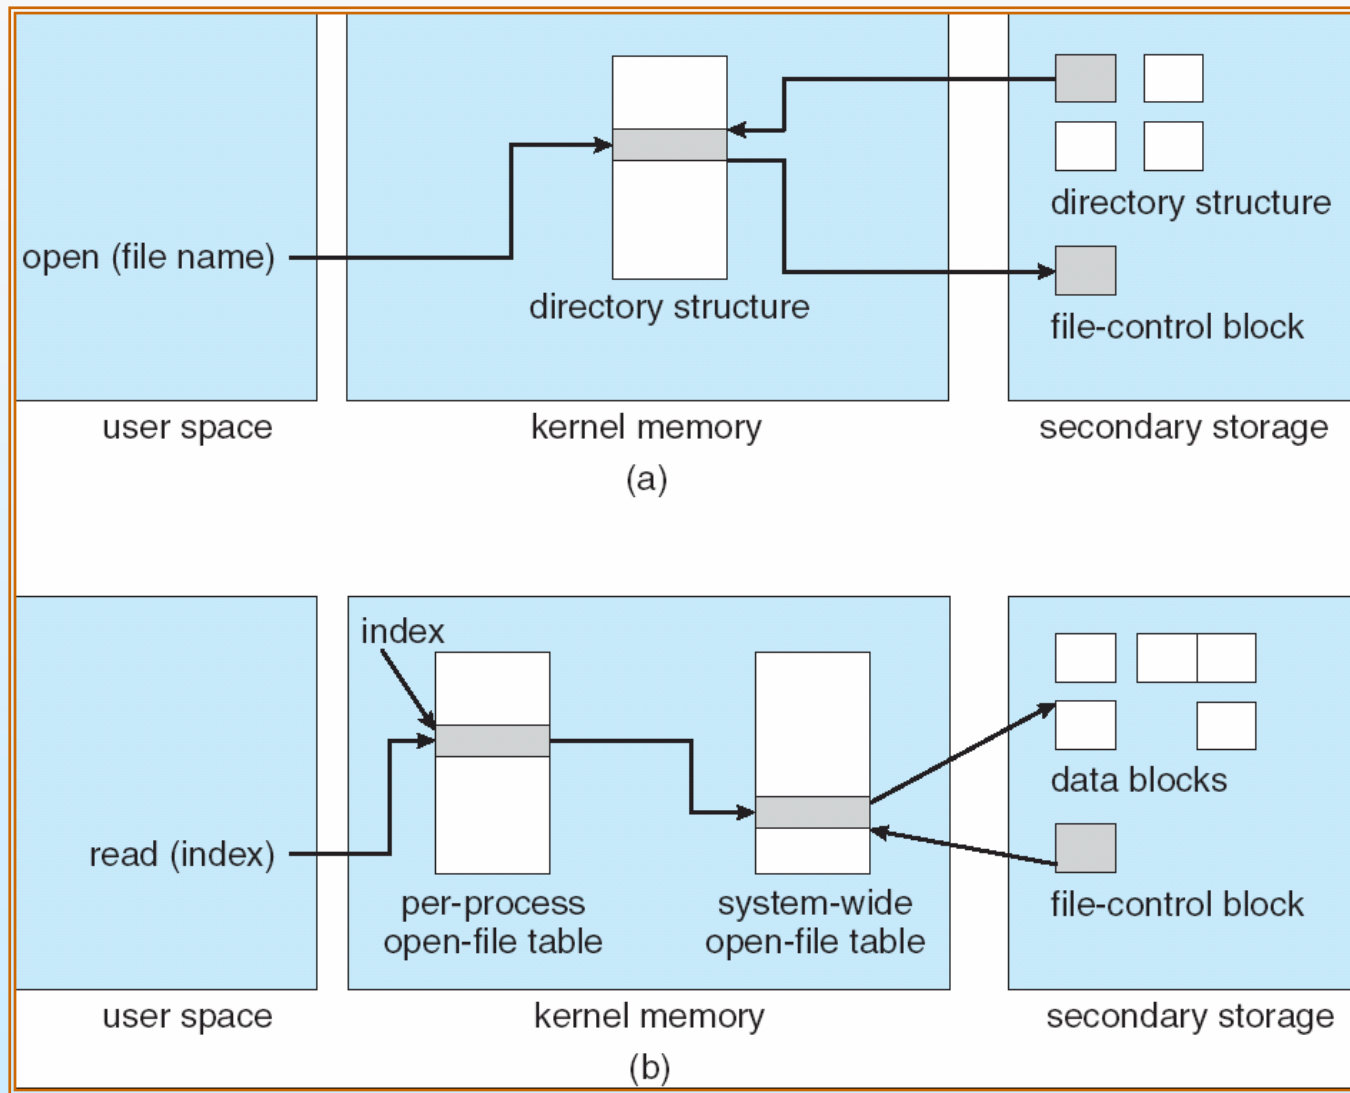 open (file name)
directory structure
directory structure
file-control block
user space
kernel memory
secondary storage
(a)
index
read (index)
per-process
open-file table
system-wide
open-file table
data blocks
file-control block
user space
kernel memory
secondary storage
(b)